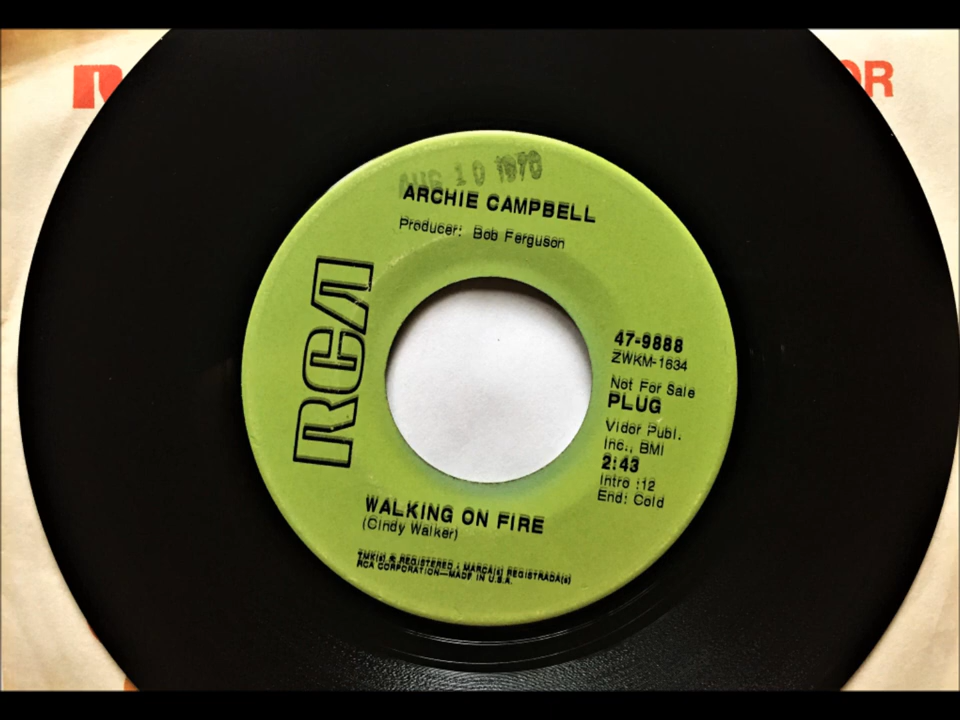 AUG 10 1970
ARCHIE CAMPBELL
Producer: Bob Ferguson
RCA
47-9888
ZWKM-1634
Not For Sale
PLUG
Vidor Publ.
Inc., BMI
2:43
Intro :12
End: Cold
WALKING ON FIRE
(Cindy Walker)
TMK(s) ® REGISTERED • MARCA(s) REGISTRADA(s)
RCA CORPORATION—MADE IN U.S.A.